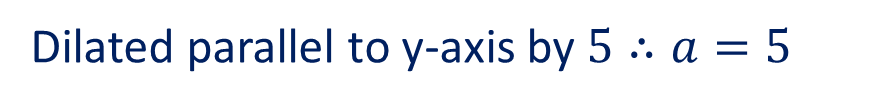 Dilated parallel to y-axis by 5 ∴ a = 5